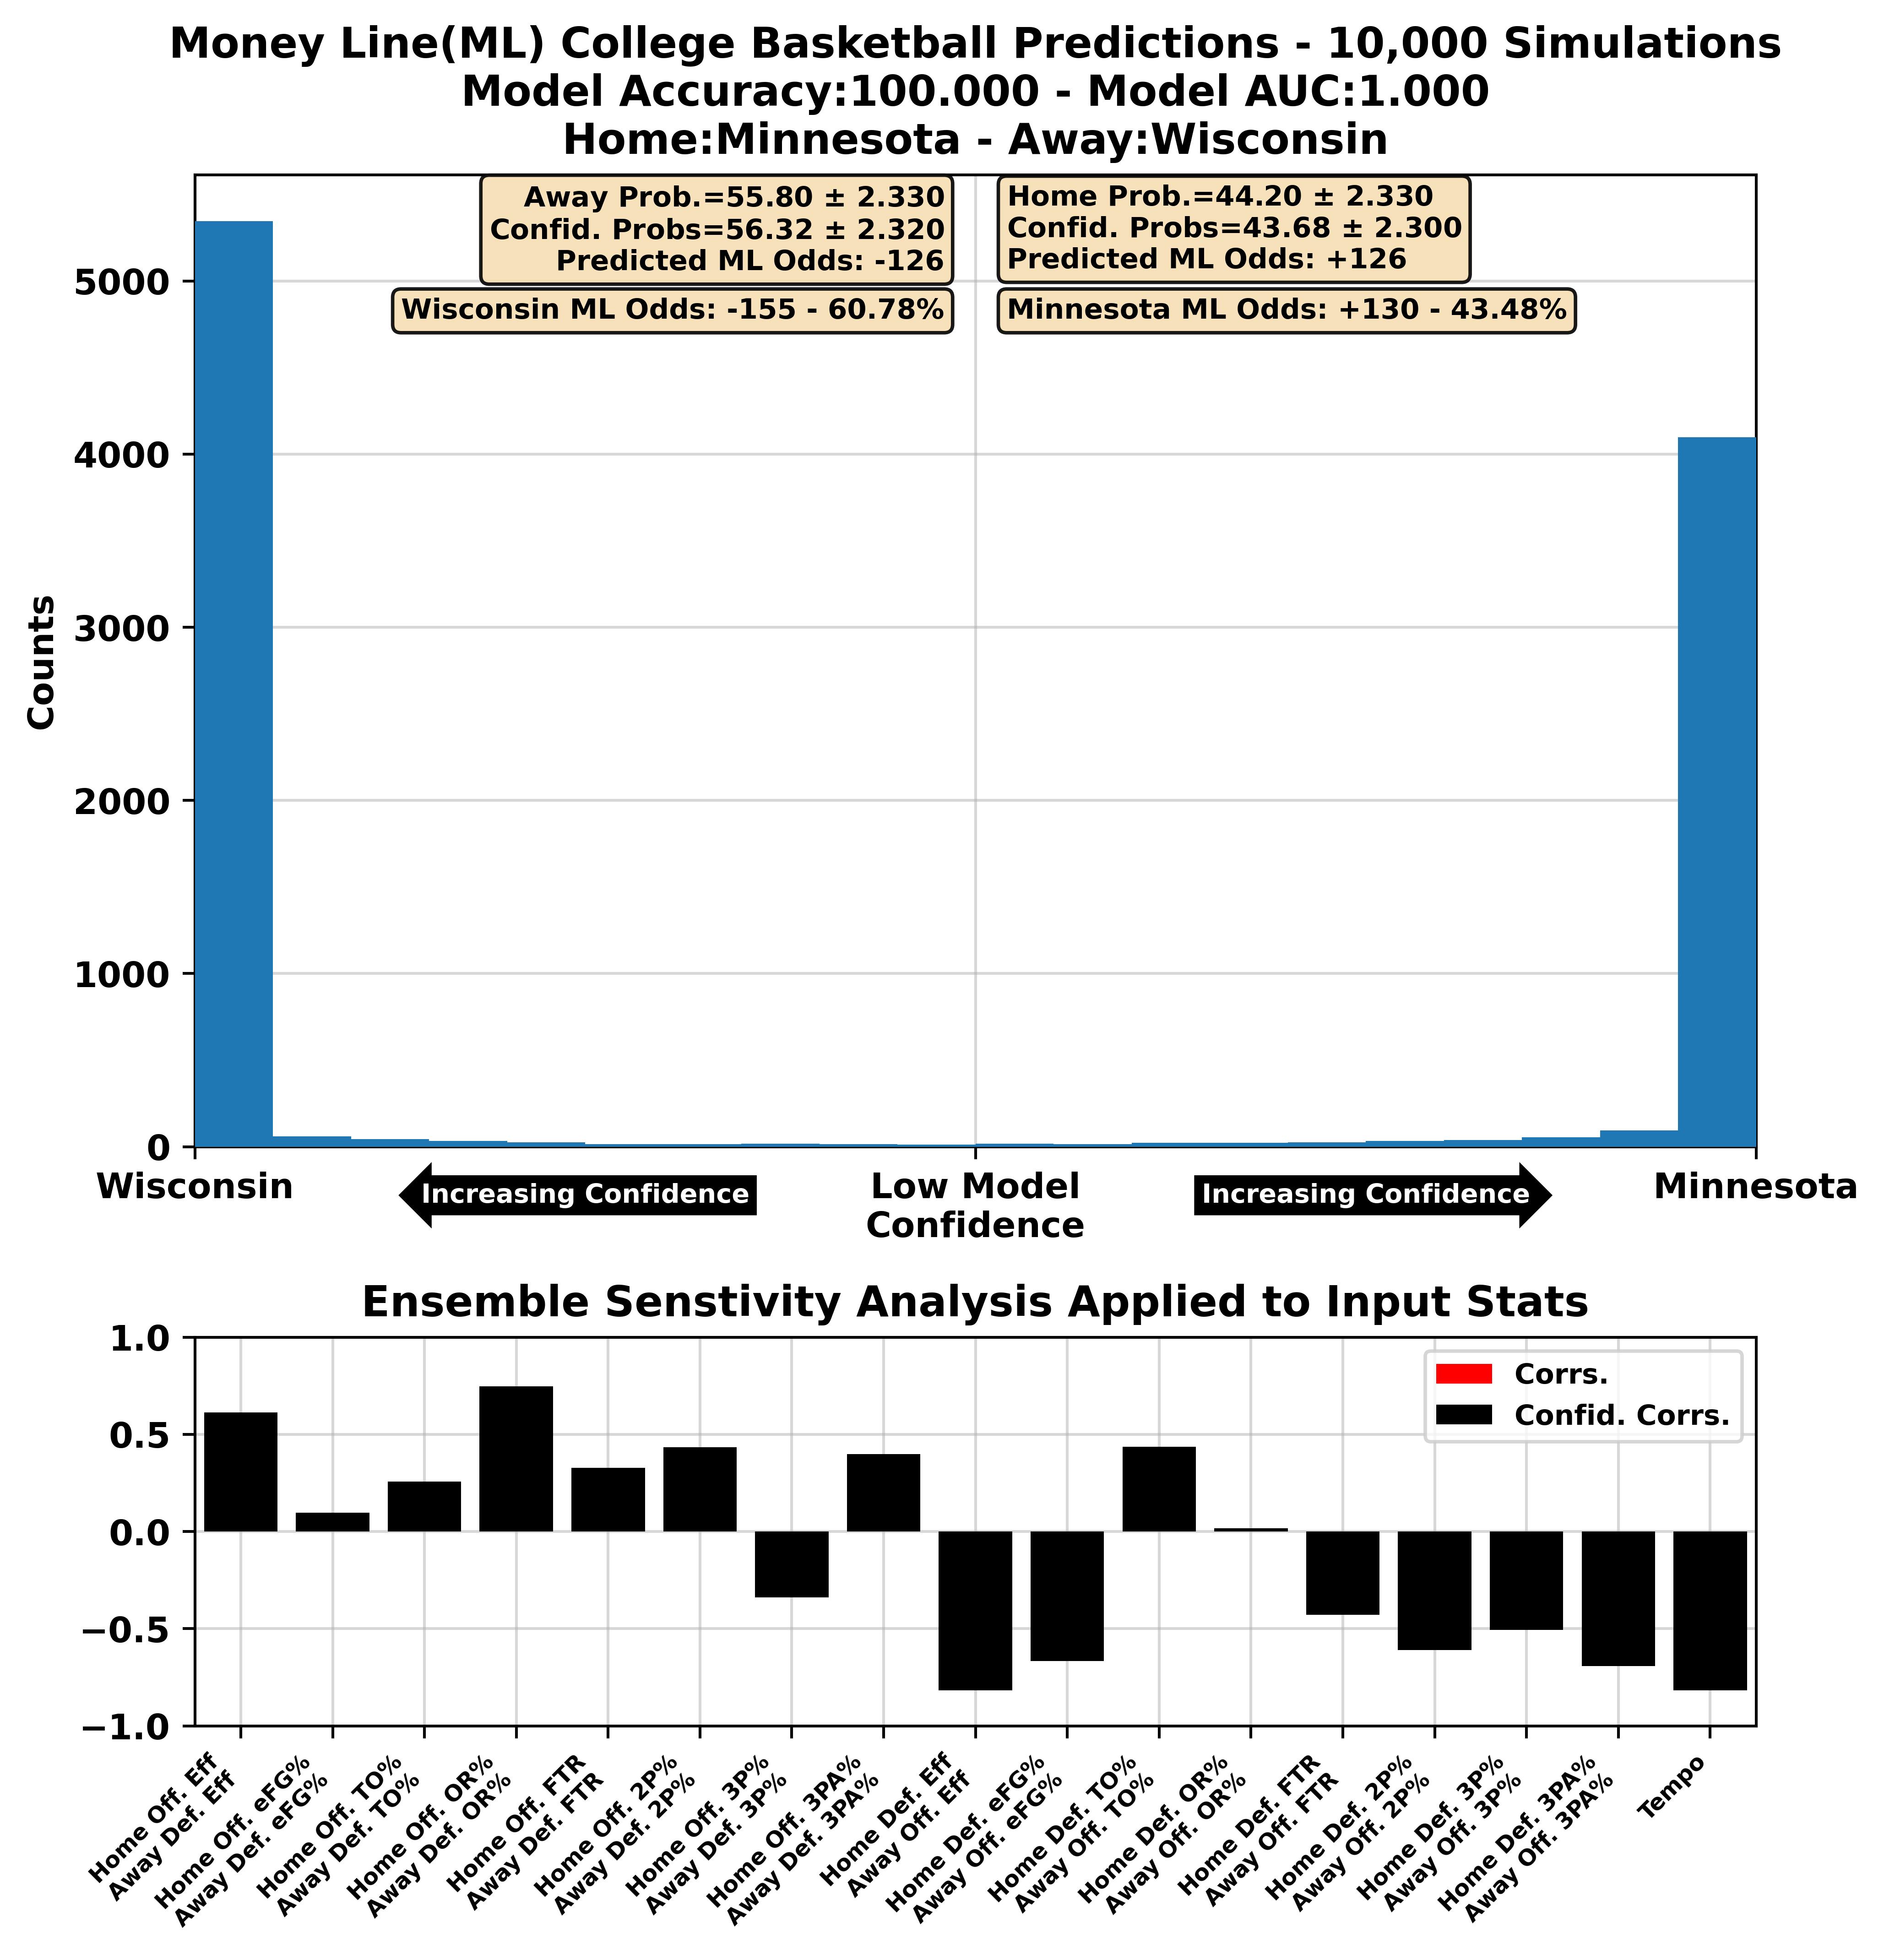 Money Line(ML) College Basketball Predictions - 10,000 Simulations
Model Accuracy:100.000 - Model AUC:1.000
Home:Minnesota - Away:Wisconsin
Away Prob.=55.80 ± 2.330
Confid. Probs=56.32 ± 2.320
Predicted ML Odds: -126
Wisconsin ML Odds: -155 - 60.78%
Home Prob.=44.20 ± 2.330
Confid. Probs=43.68 ± 2.300
Predicted ML Odds: +126
Minnesota ML Odds: +130 - 43.48%
Counts
5000
4000
3000
2000
1000
0
Wisconsin
Increasing Confidence
Low Model
Confidence
Increasing Confidence
Minnesota
Ensemble Senstivity Analysis Applied to Input Stats
1.0
0.5
0.0
−0.5
−1.0
Corrs.
Confid. Corrs.
Home Off. Eff
Away Def. Eff
Home Off. eFG%
Away Def. eFG%
Home Off. TO%
Away Def. TO%
Home Off. OR%
Away Def. OR%
Home Off. FTR
Away Def. FTR
Home Off. 2P%
Away Def. 2P%
Home Off. 3P%
Away Def. 3P%
Home Off. 3PA%
Away Def. 3PA%
Home Def. Eff
Away Off. Eff
Home Def. eFG%
Away Off. eFG%
Home Def. TO%
Away Off. TO%
Home Def. OR%
Away Off. OR%
Home Def. FTR
Away Off. FTR
Home Def. 2P%
Away Off. 2P%
Home Def. 3P%
Away Off. 3P%
Home Def. 3PA%
Away Off. 3PA%
Tempo